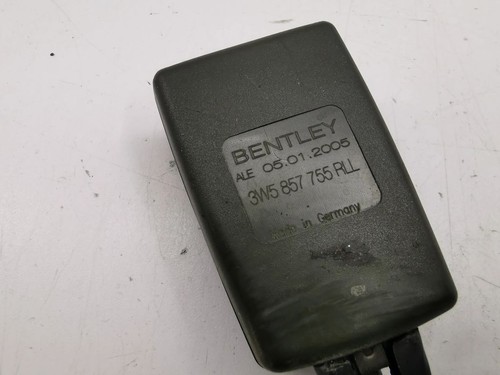 BENTLEY
ALE 05.01.2005
3W5 857 755 RLL
Made in Germany